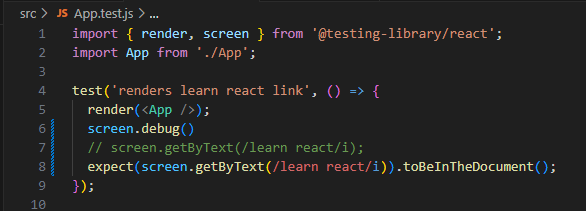 src > JS App.test.js > ...
1 import { render, screen } from '@testing-library/react';
2 import App from './App';
3
4 test('renders learn react link', () => {
5 render(<App />);
6 screen.debug()
7 // screen.getByText(/learn react/i);
8 expect(screen.getByText(/learn react/i)).toBeInTheDocument();
9 });
10